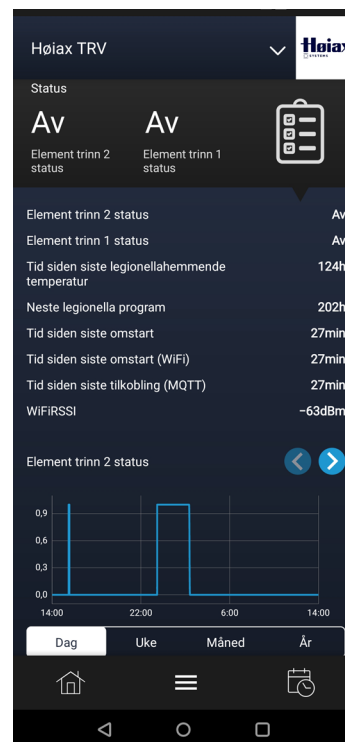 Høiax TRV
Høiax
SYSTEMS
Status
Av
Av
Element trinn 2
status
Element trinn 1
status
Element trinn 2 status
Av
Element trinn 1 status
Av
Tid siden siste legionellahemmende
temperatur
124h
Neste legionella program
202h
Tid siden siste omstart
27min
Tid siden siste omstart (WiFi)
27min
Tid siden siste tilkobling (MQTT)
27min
WiFiRSSI
-63dBm
Element trinn 2 status
0,9
0,6
0,3
0,0
14:00
22:00
6:00
14:00
Dag
Uke
Måned
År